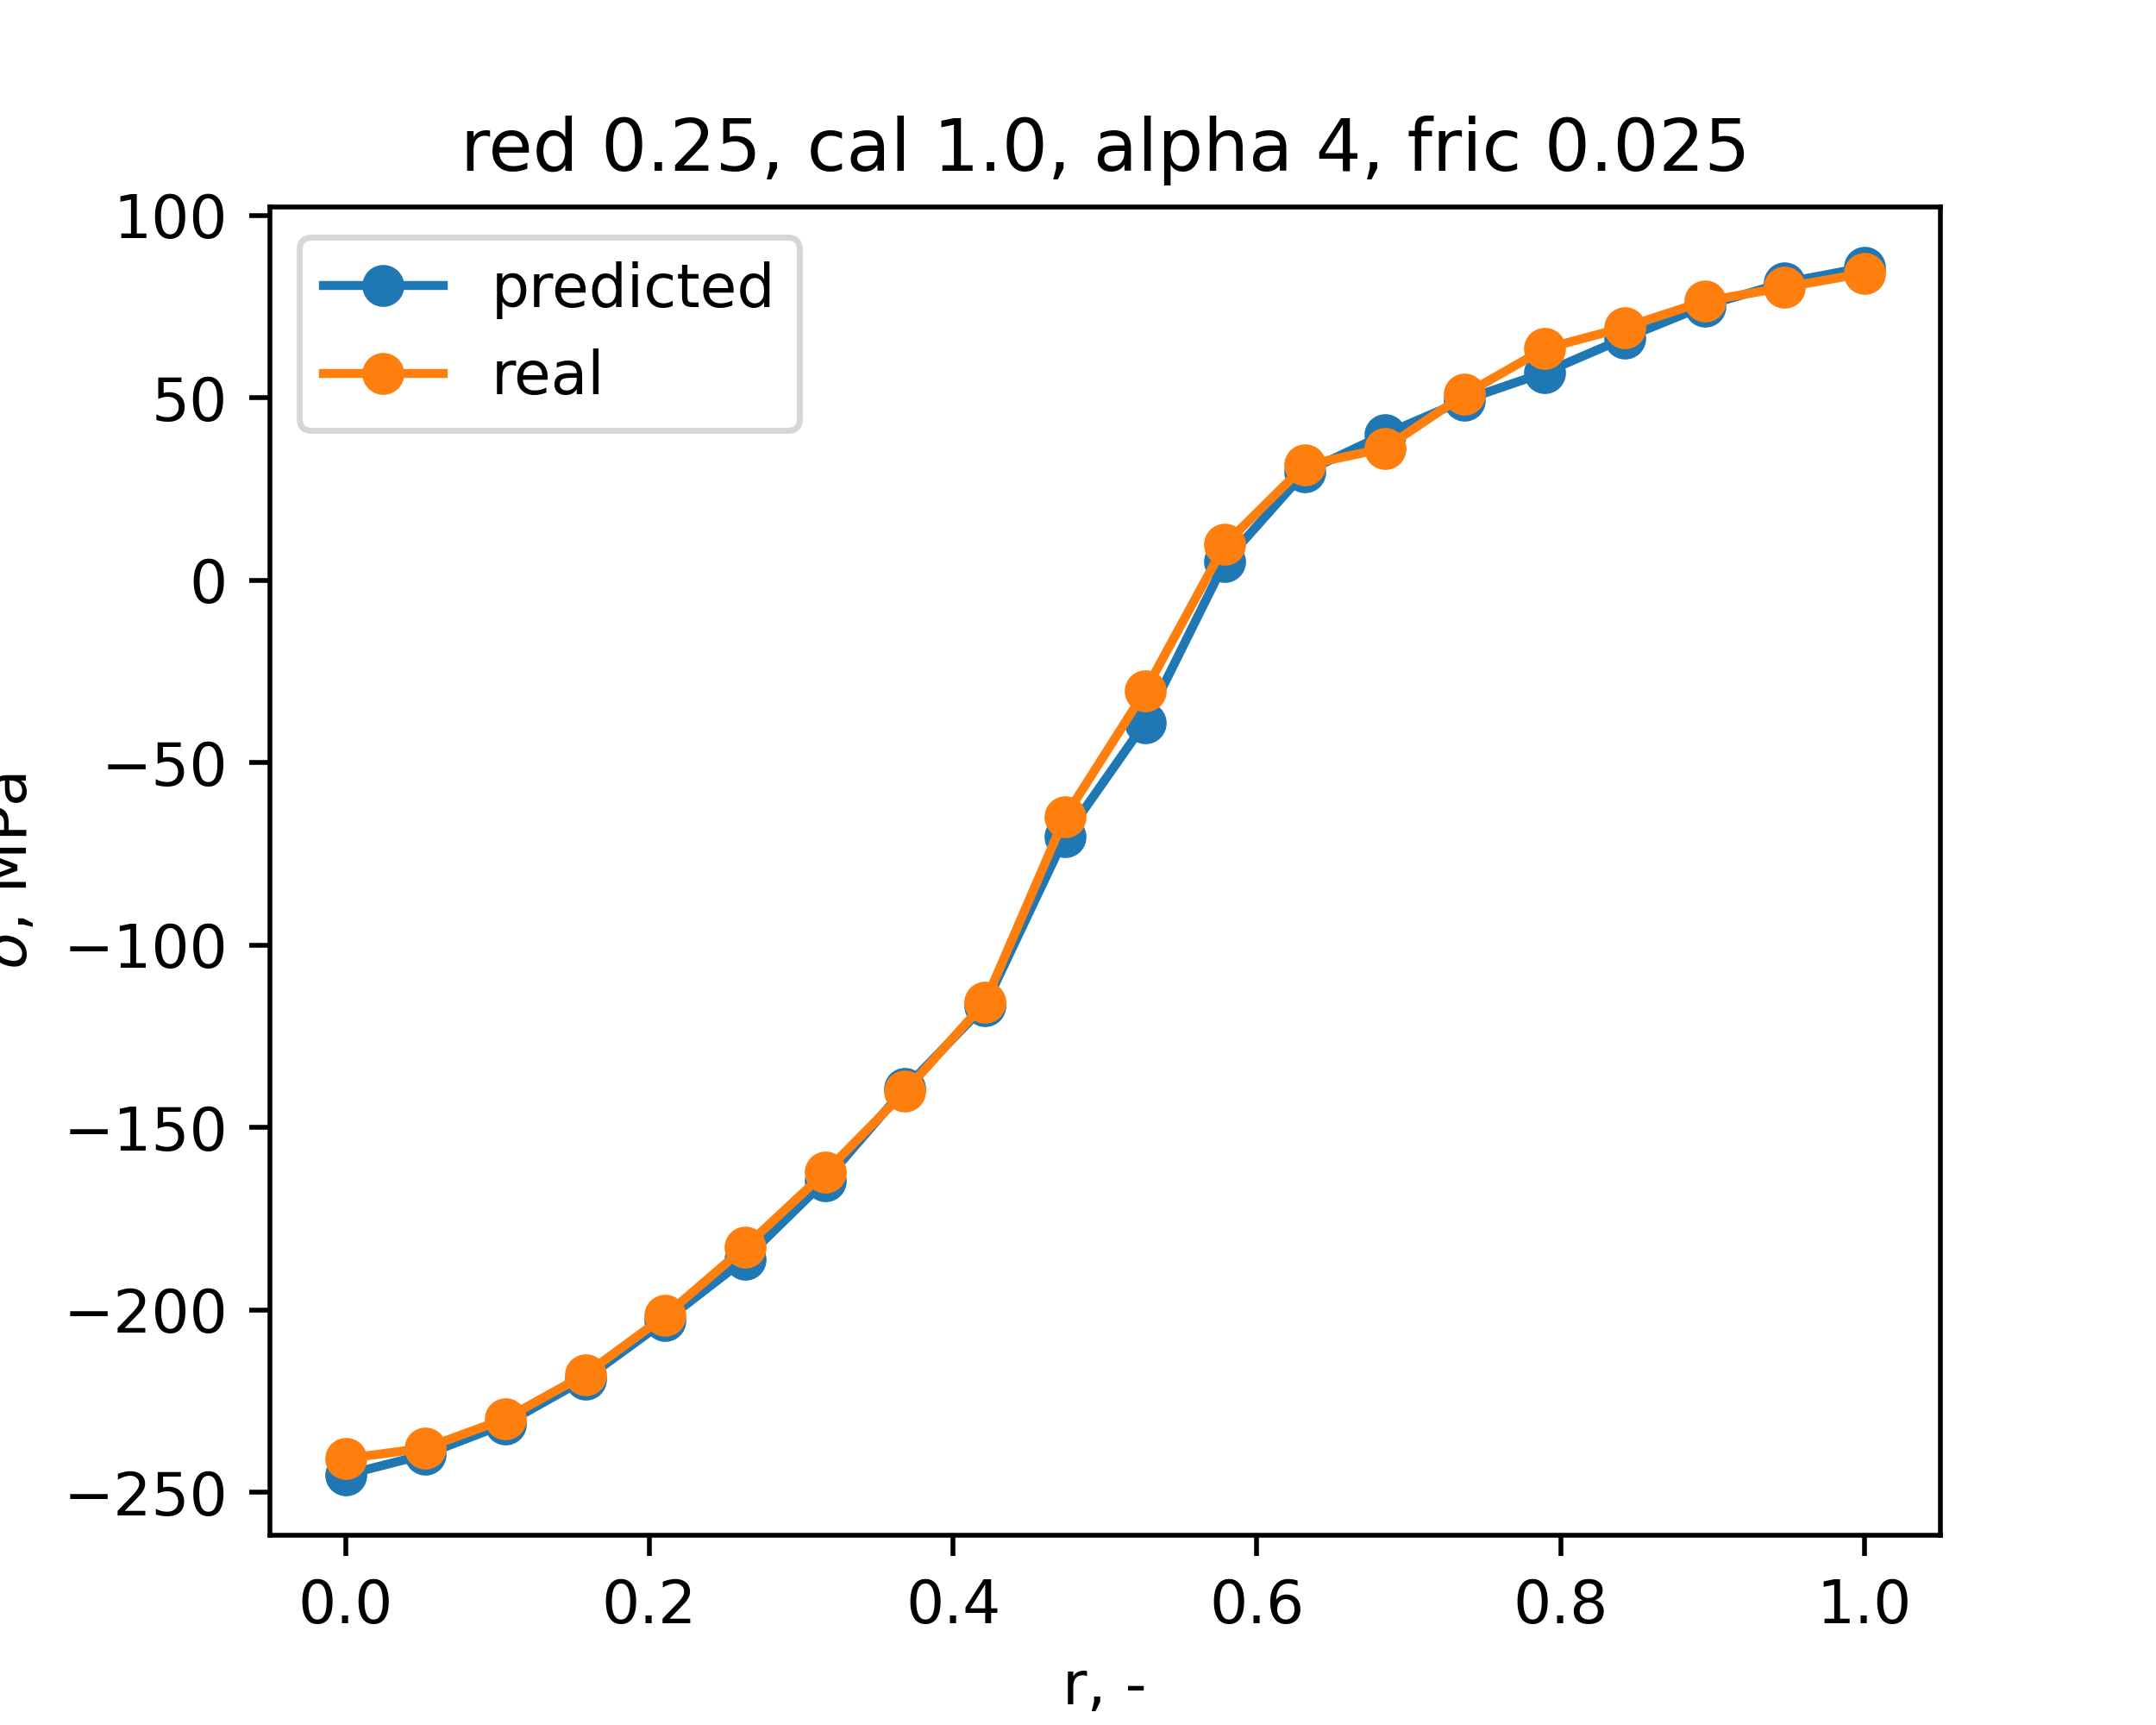 red 0.25, cal 1.0, alpha 4, fric 0.025
predicted
real
100
50
0
−50
−100
−150
−200
−250
σ, MPa
0.0 0.2 0.4 0.6 0.8 1.0
r, -